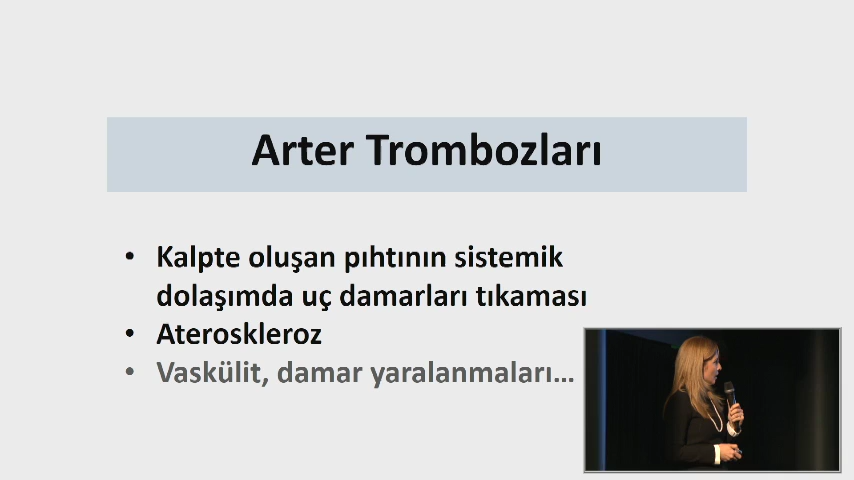 Arter Trombozları
• Kalpte oluşan pıhtının sistemik
dolaşımda uç damarları tıkaması
• Ateroskleroz
• Vaskülit, damar yaralanmaları...